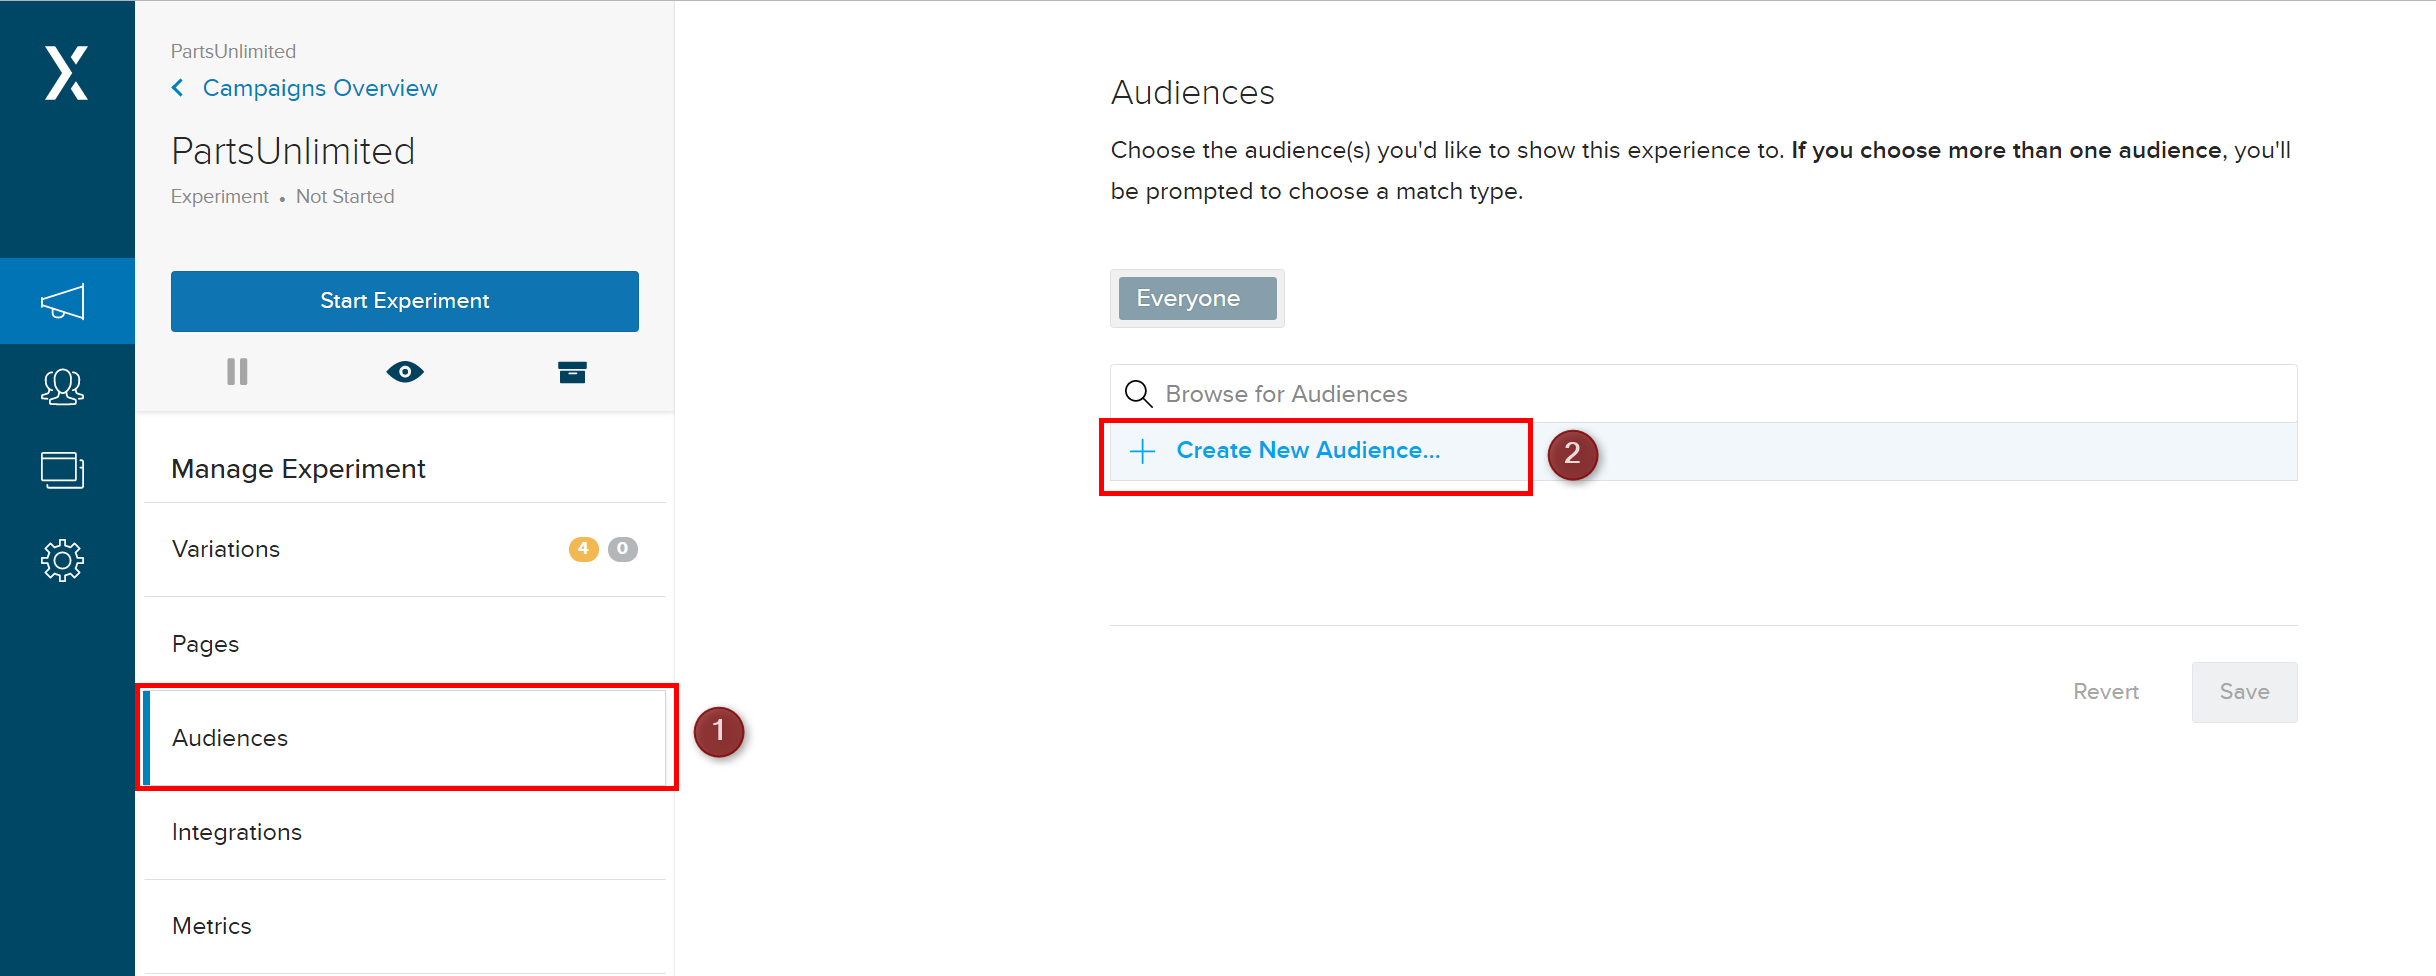 PartsUnlimited
Campaigns Overview
PartsUnlimited
Experiment • Not Started
Start Experiment
Manage Experiment
Variations 4 0
Pages
Audiences
1
Integrations
Metrics
Audiences
Choose the audience(s) you'd like to show this experience to. If you choose more than one audience, you'll
be prompted to choose a match type.
Everyone
Browse for Audiences
Create New Audience...
2
Revert Save